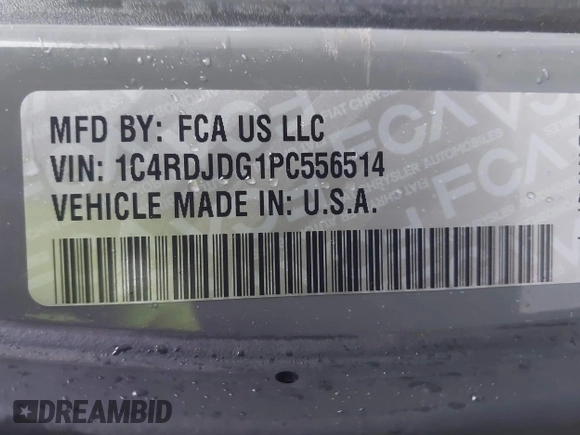 MFD BY: FCA US LLC
VIN: 1C4RDJDG1PC556514
VEHICLE MADE IN: U.S.A.
DREAMBID